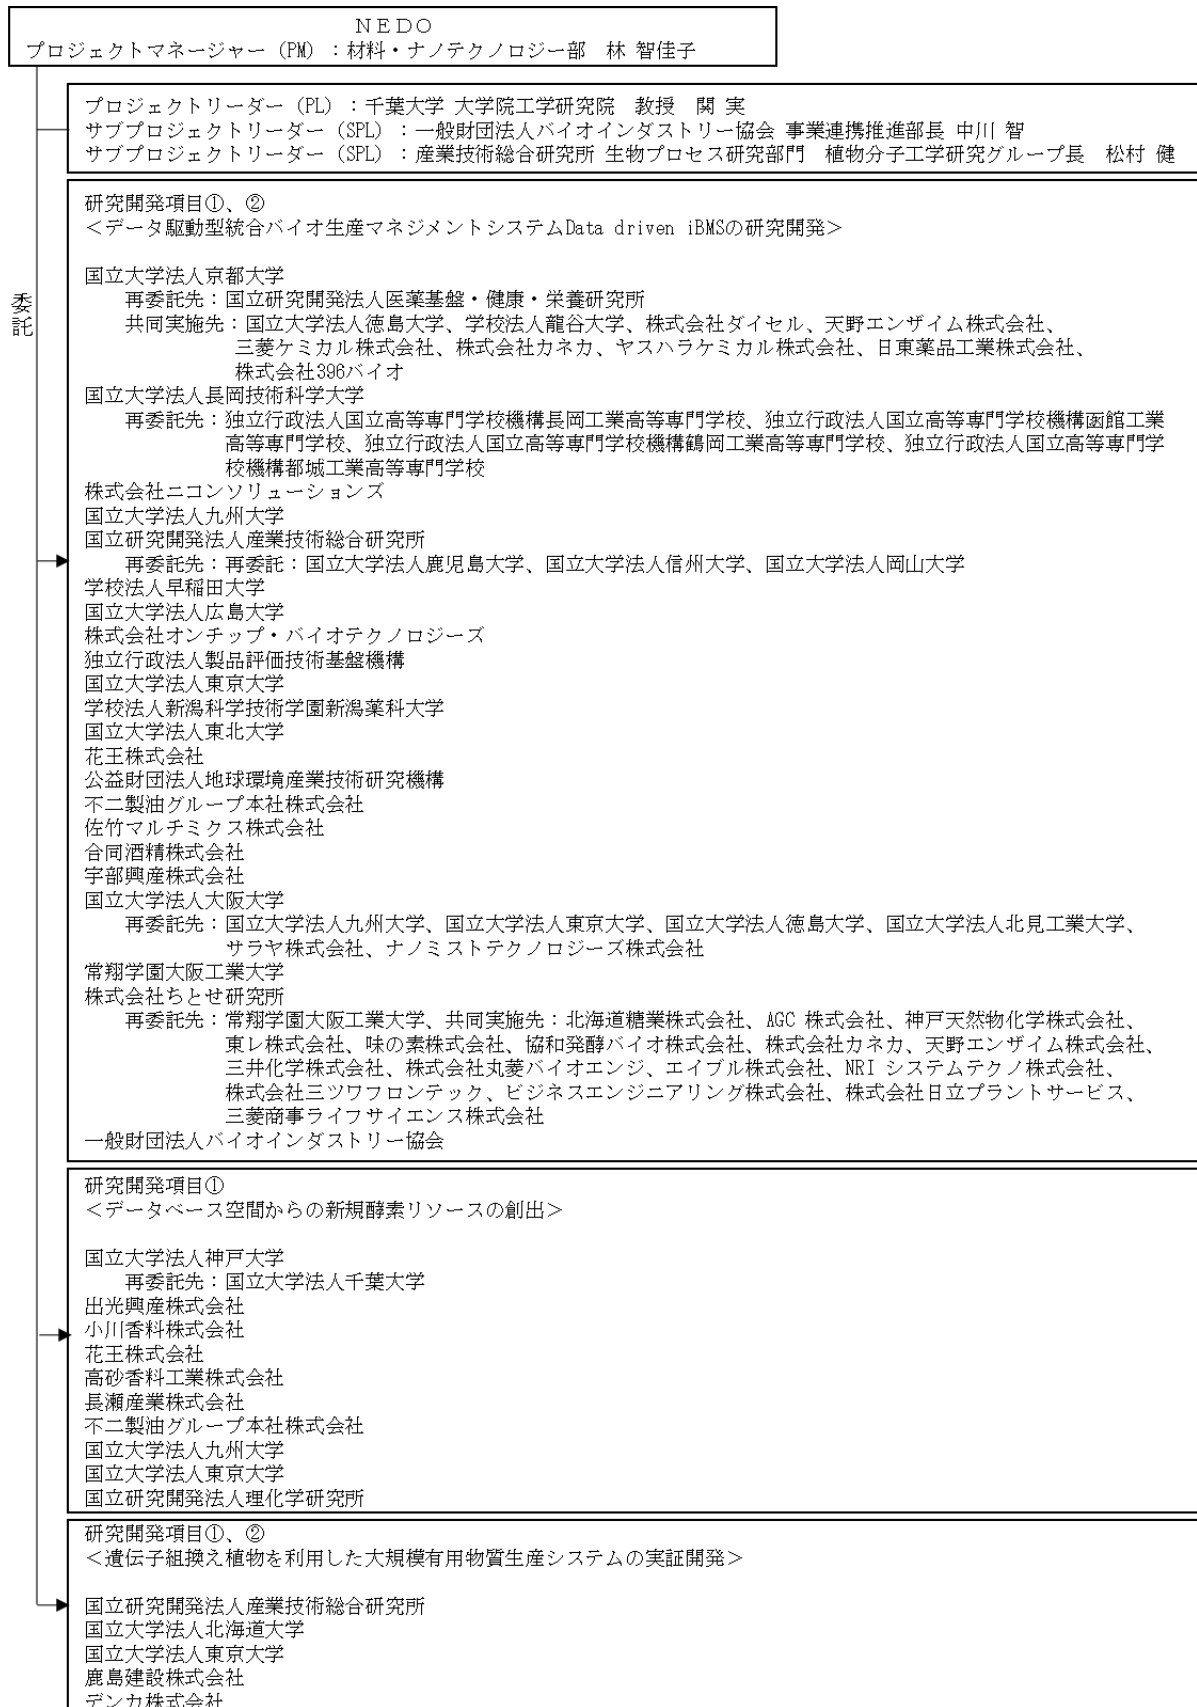 NEDO
プロジェクトマネージャー (PM) :材料・ナノテクノロジー部 林 智佳子
プロジェクトリーダー (PL) :千葉大学 大学院工学研究院 教授 関 実
サブプロジェクトリーダー (SPL) :一般財団法人バイオインダストリー協会 事業連携推進部長 中川 智
サブプロジェクトリーダー (SPL) :産業技術総合研究所 生物プロセス研究部門 植物分子工学研究グループ長 松村 健
委託
研究開発項目①、②
<データ駆動型統合バイオ生産マネジメントシステムData driven iBMSの研究開発>
国立大学法人京都大学
再委託先:国立研究開発法人医薬基盤・健康・栄養研究所
共同実施先:国立大学法人徳島大学、学校法人龍谷大学、株式会社ダイセル、天野エンザイム株式会社、
三菱ケミカル株式会社、株式会社カネカ、ヤスハラケミカル株式会社、日東薬品工業株式会社、
株式会社396バイオ
国立大学法人長岡技術科学大学
再委託先:独立行政法人国立高等専門学校機構長岡工業高等専門学校、独立行政法人国立高等専門学校機構函館工業
高等専門学校、独立行政法人国立高等専門学校機構鶴岡工業高等専門学校、独立行政法人国立高等専門学
校機構都城工業高等専門学校
株式会社ニコンソリューションズ
国立大学法人九州大学
国立研究開発法人産業技術総合研究所
再委託先:再委託:国立大学法人鹿児島大学、国立大学法人信州大学、国立大学法人岡山大学
学校法人早稲田大学
国立大学法人広島大学
株式会社オンチップ・バイオテクノロジーズ
独立行政法人製品評価技術基盤機構
国立大学法人東京大学
学校法人新潟科学技術学園新潟薬科大学
国立大学法人東北大学
花王株式会社
公益財団法人地球環境産業技術研究機構
不二製油グループ本社株式会社
佐竹マルチミクス株式会社
合同酒精株式会社
宇部興産株式会社
国立大学法人大阪大学
再委託先:国立大学法人九州大学、国立大学法人東京大学、国立大学法人徳島大学、国立大学法人北見工業大学、
サラヤ株式会社、ナノミストテクノロジーズ株式会社
常翔学園大阪工業大学
株式会社ちとせ研究所
再委託先:常翔学園大阪工業大学、共同実施先:北海道糖業株式会社、AGC 株式会社、神戸天然物化学株式会社、
東レ株式会社、味の素株式会社、協和発酵バイオ株式会社、株式会社カネカ、天野エンザイム株式会社、
三井化学株式会社、株式会社丸菱バイオエンジ、エイブル株式会社、NRI システムテクノ株式会社、
株式会社三ツワフロンテック、ビジネスエンジニアリング株式会社、株式会社日立プラントサービス、
三菱商事ライフサイエンス株式会社
一般財団法人バイオインダストリー協会
研究開発項目①
<データベース空間からの新規酵素リソースの創出>
国立大学法人神戸大学
再委託先:国立大学法人千葉大学
出光興産株式会社
小川香料株式会社
花王株式会社
高砂香料工業株式会社
長瀬産業株式会社
不二製油グループ本社株式会社
国立大学法人九州大学
国立大学法人東京大学
国立研究開発法人理化学研究所
研究開発項目①、②
<遺伝子組換え植物を利用した大規模有用物質生産システムの実証開発>
国立研究開発法人産業技術総合研究所
国立大学法人北海道大学
国立大学法人東京大学
鹿島建設株式会社
デンカ株式会社